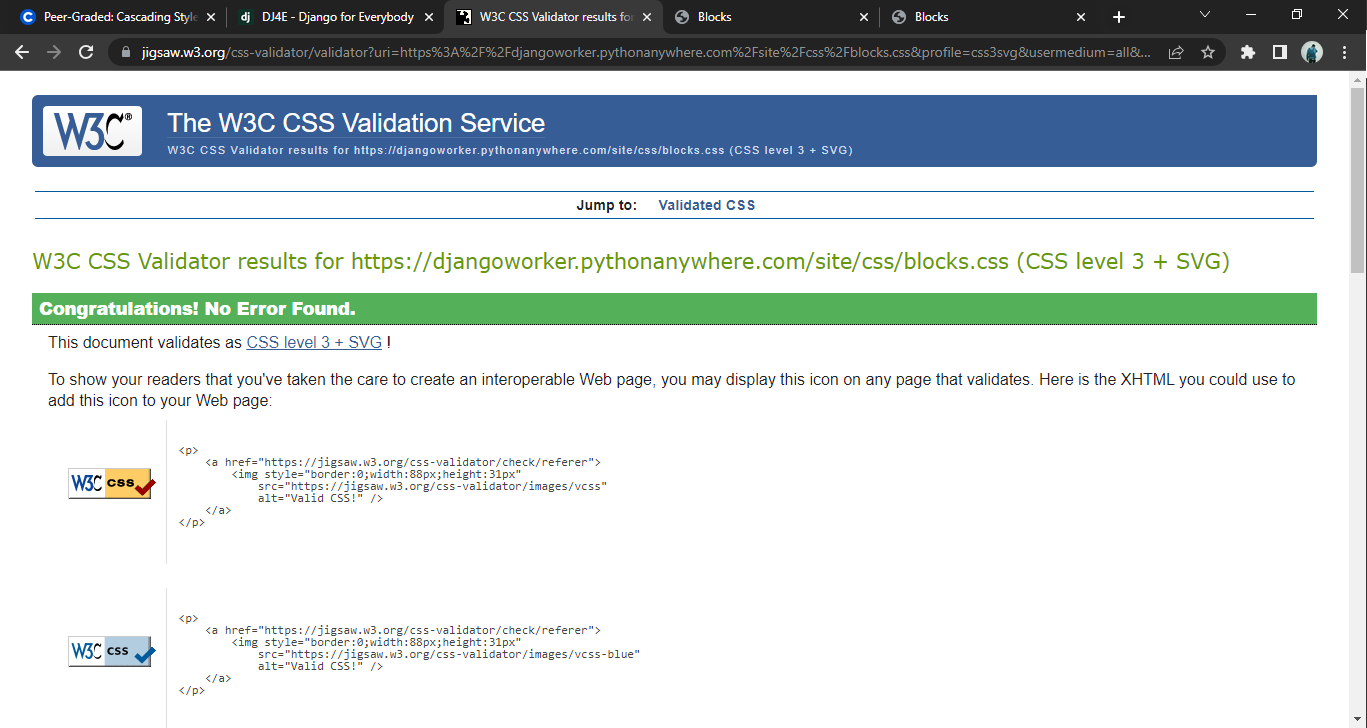 Peer-Graded: Cascading Style
DJ4E - Django for Everybody
W3C CSS Validator results for
Blocks
Blocks
jigsaw.w3.org/css-validator/validator?uri=https%3A%2F%2Fdjangoworker.pythonanywhere.com%2Fsite%2Fcss%2Fblocks.css&profile=css3svg&usermedium=all&...
W3C®
The W3C CSS Validation Service
W3C CSS Validator results for https://djangoworker.pythonanywhere.com/site/css/blocks.css (CSS level 3 + SVG)
Jump to: Validated CSS
W3C CSS Validator results for https://djangoworker.pythonanywhere.com/site/css/blocks.css (CSS level 3 + SVG)
Congratulations! No Error Found.
This document validates as CSS level 3 + SVG !
To show your readers that you've taken the care to create an interoperable Web page, you may display this icon on any page that validates. Here is the XHTML you could use to
add this icon to your Web page:
W3C css
<p>
<a href="https://jigsaw.w3.org/css-validator/check/referer">
<img style="border:0;width:88px;height:31px"
src="https://jigsaw.w3.org/css-validator/images/vcss"
alt="Valid CSS!" />
</a>
</p>
W3C css
<p>
<a href="https://jigsaw.w3.org/css-validator/check/referer">
<img style="border:0;width:88px;height:31px"
src="https://jigsaw.w3.org/css-validator/images/vcss-blue"
alt="Valid CSS!" />
</a>
</p>